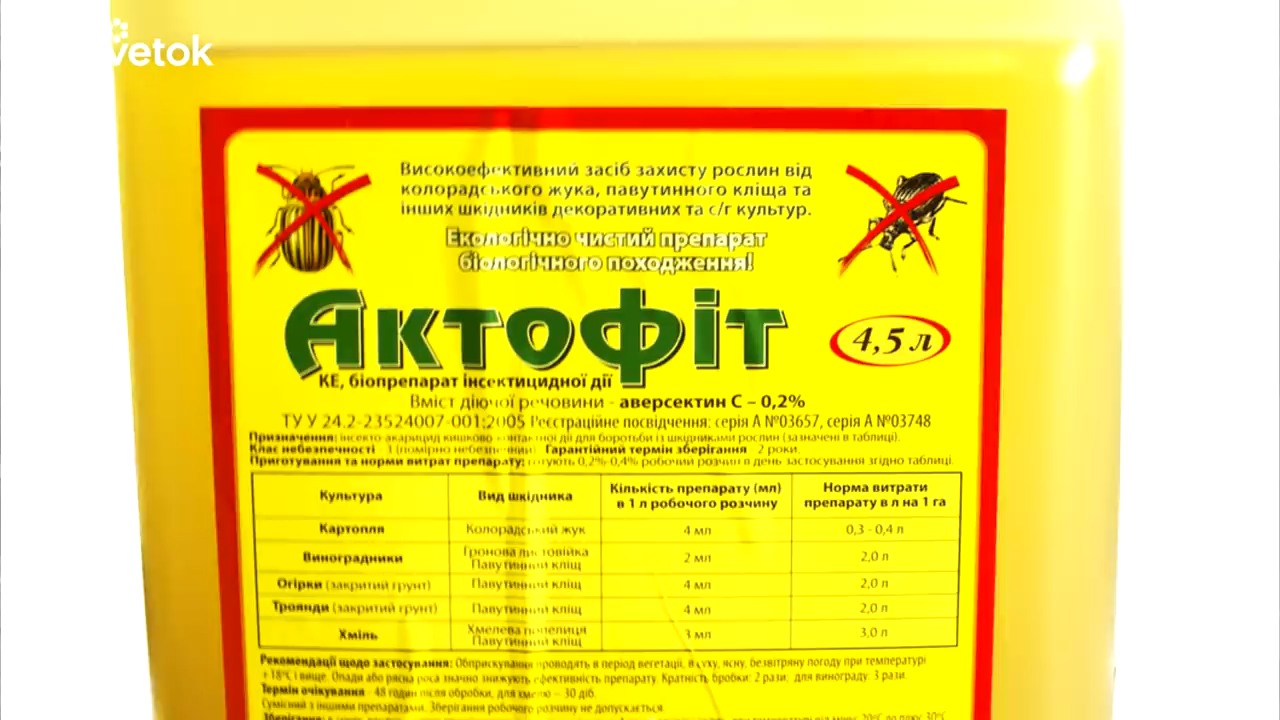 vetok
Високоефективний засіб захисту рослин від
колорадського жука, павутинного кліща та
інших шкідників декоративних та с/г культур.
Екологічно чистий препарат
біологічного походження!
Актофіт
4,5 л
КЕ, біопрепарат інсектицидної дії
Вміст діючої речовини - аверсектин С – 0,2%
ТУ У 24.2-23524007-001:2005 Реєстраційне посвідчення: серія А №03657, серія А №03748
Призначення: інсекто-акарицид кишково-контактної дії для боротьби із шкідниками рослин (зазначені в таблиці).
Клас небезпечності 3 (помірно небезпечний) Гарантійний термін зберігання 2 роки.
Приготування та норми витрат препарату: готують 0,2%-0,4% робочий розчин в день застосування згідно таблиці.
Культура Вид шкідника Кількість препарату (мл) Норма витрати
в 1 л робочого розчину препарату в л на 1 га
Картопля Колорадський жук 4 мл 0,3 - 0,4 л
Виноградники Гронова листовійка 2 мл 2,0 л
Павутинний кліщ
Огірки (закритий грунт) Павутинний кліщ 4 мл 2,0 л
Троянди (закритий грунт) Павутинний кліщ 4 мл 2,0 л
Хміль Хмелева попелиця 3 мл 3,0 л
Павутинний кліщ
Рекомендації щодо застосування: Обприскування проводять в період вегетації, в суху, ясну, безвітряну погоду при температурі
+18°С і вище. Опади або рясна роса значно знижують ефективність препарату. Кратність бробки: 2 рази; для винограду: 3 рази.
Термін очікування - 48 годин після обробки, для хмелю – 30 діб.
Сумісний з іншими препаратами. Зберігання робочого розчину не допускається.
Зберігання: